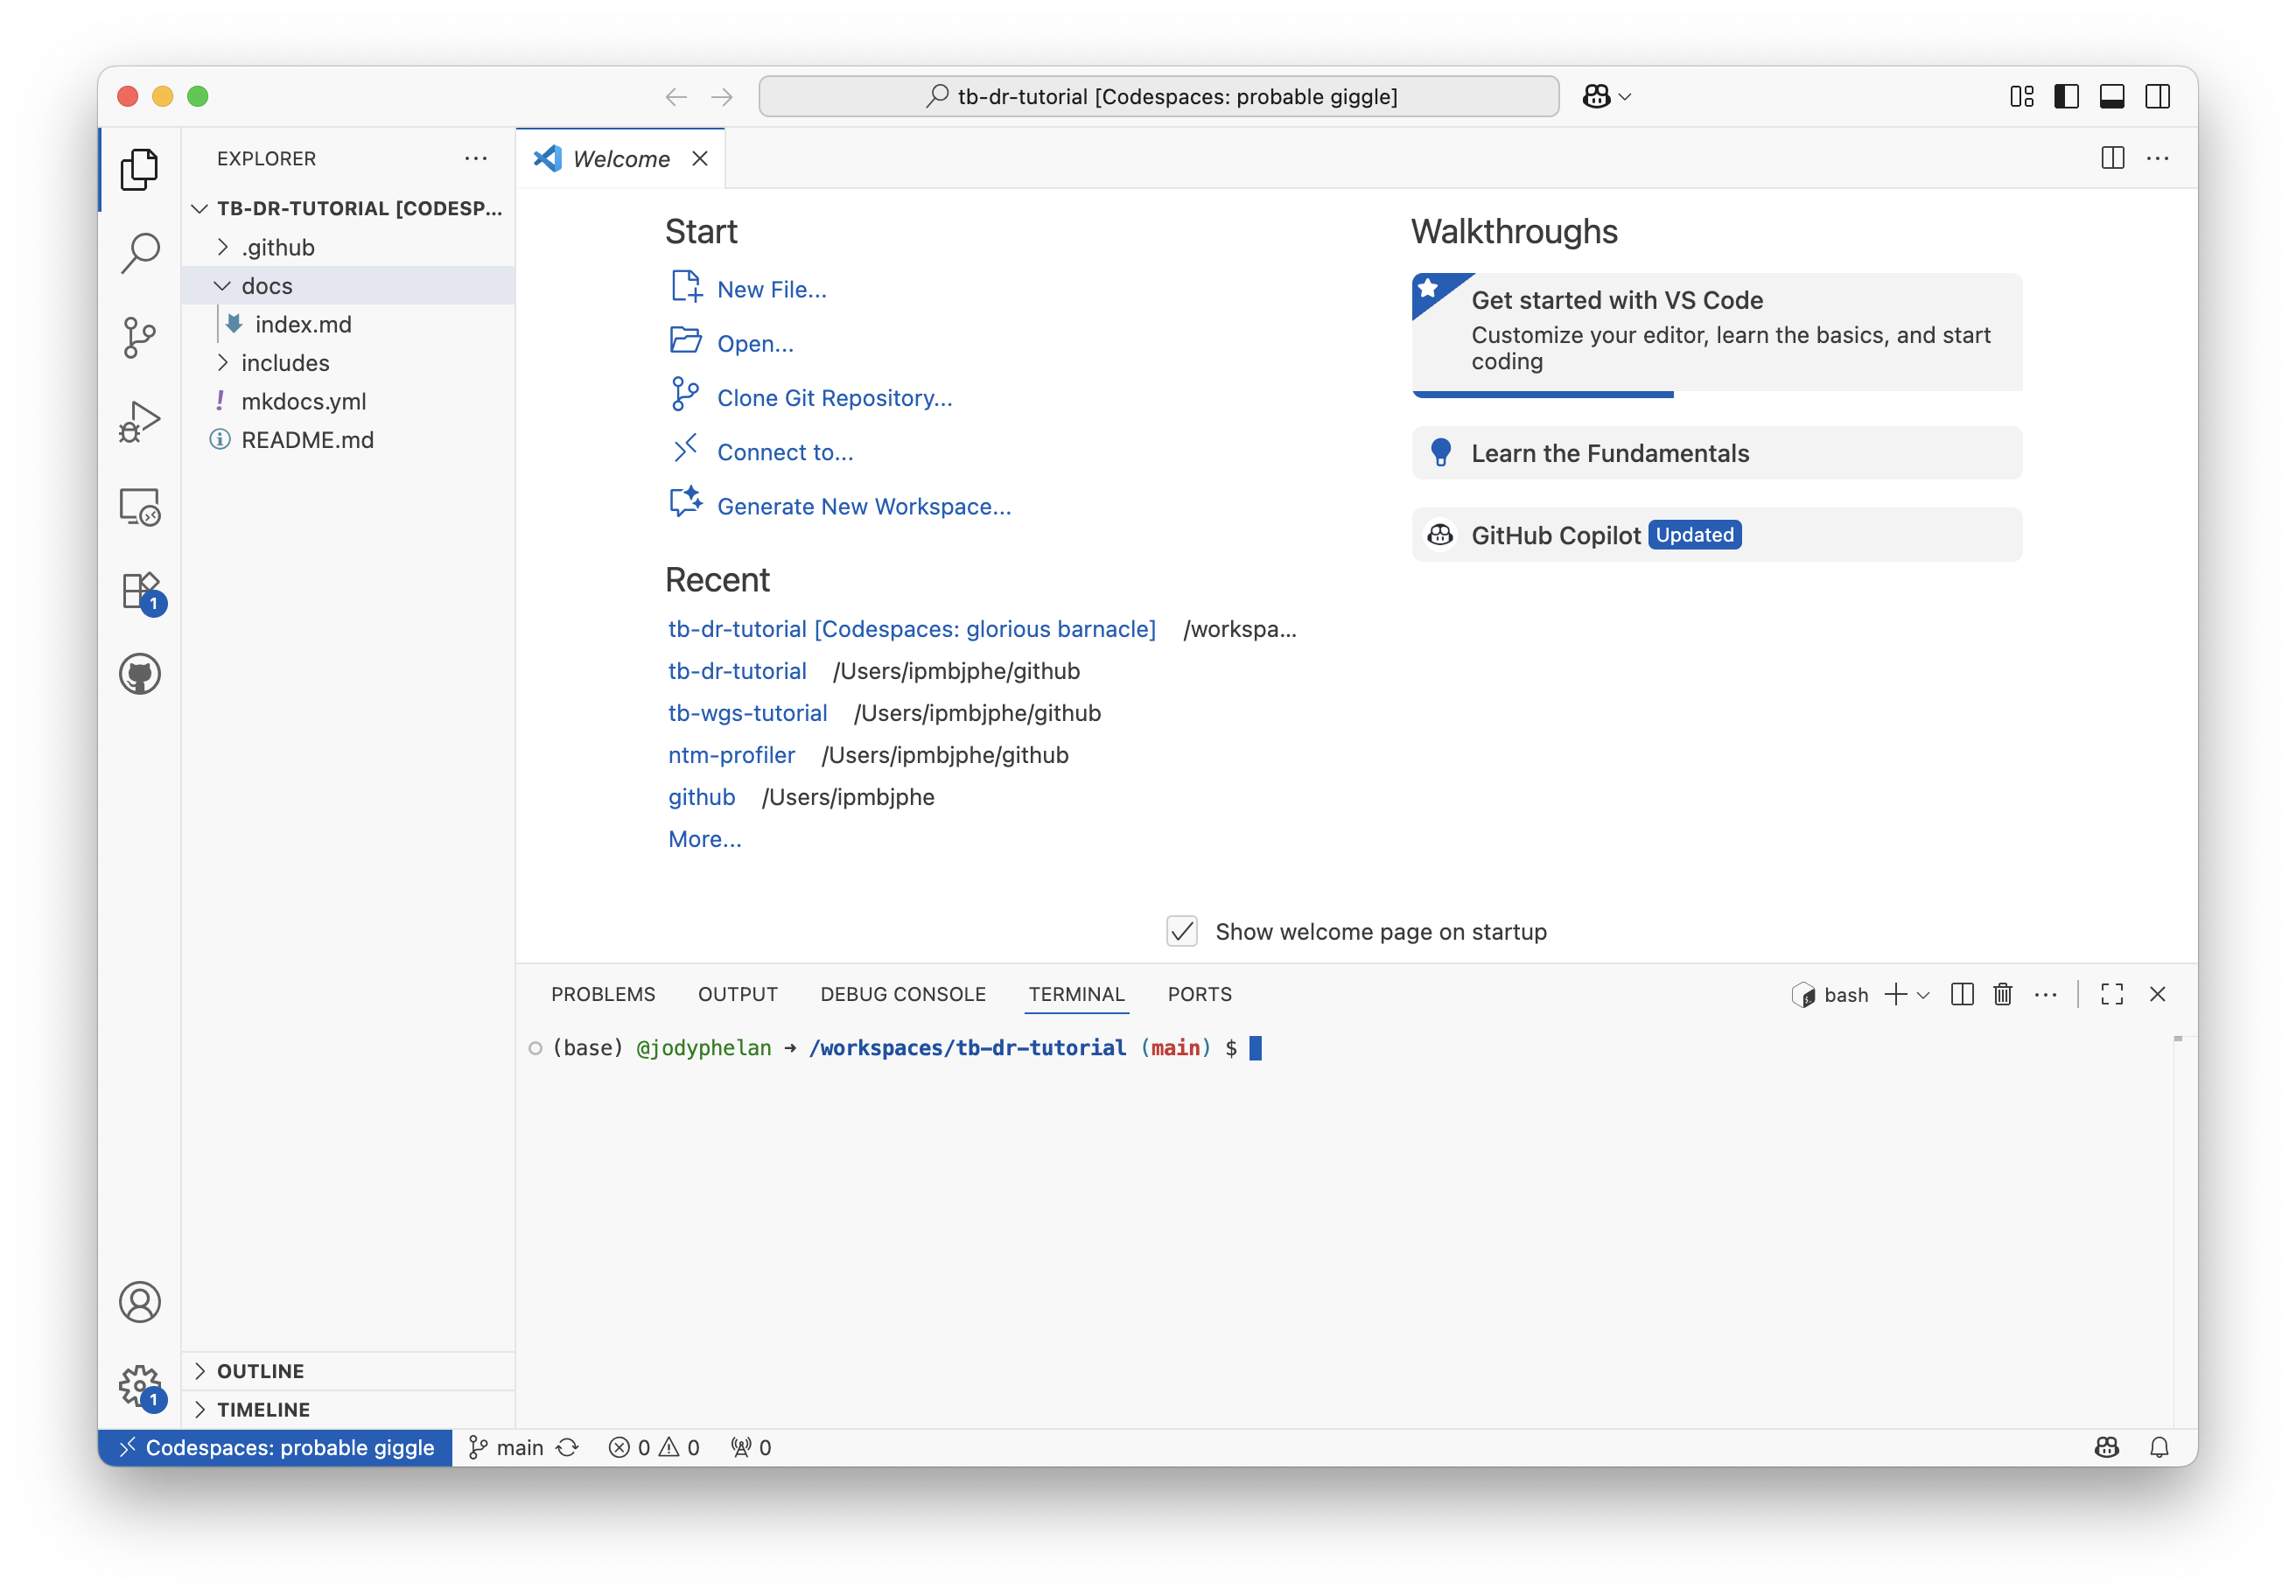 tb-dr-tutorial [Codespaces: probable giggle]
EXPLORER
TB-DR-TUTORIAL [CODESP...
.github
docs
index.md
includes
mkdocs.yml
README.md
OUTLINE
TIMELINE
1
1
Welcome
Start
New File...
Open...
Clone Git Repository...
Connect to...
Generate New Workspace...
Recent
tb-dr-tutorial [Codespaces: glorious barnacle] /workspa...
tb-dr-tutorial /Users/ipmbjphe/github
tb-wgs-tutorial /Users/ipmbjphe/github
ntm-profiler /Users/ipmbjphe/github
github /Users/ipmbjphe
More...
Walkthroughs
Get started with VS Code
Customize your editor, learn the basics, and start
coding
Learn the Fundamentals
GitHub Copilot Updated
Show welcome page on startup
PROBLEMS OUTPUT DEBUG CONSOLE TERMINAL PORTS
bash
(base) @jodyphelan ➜ /workspaces/tb-dr-tutorial (main) $
Codespaces: probable giggle main 0 0 0